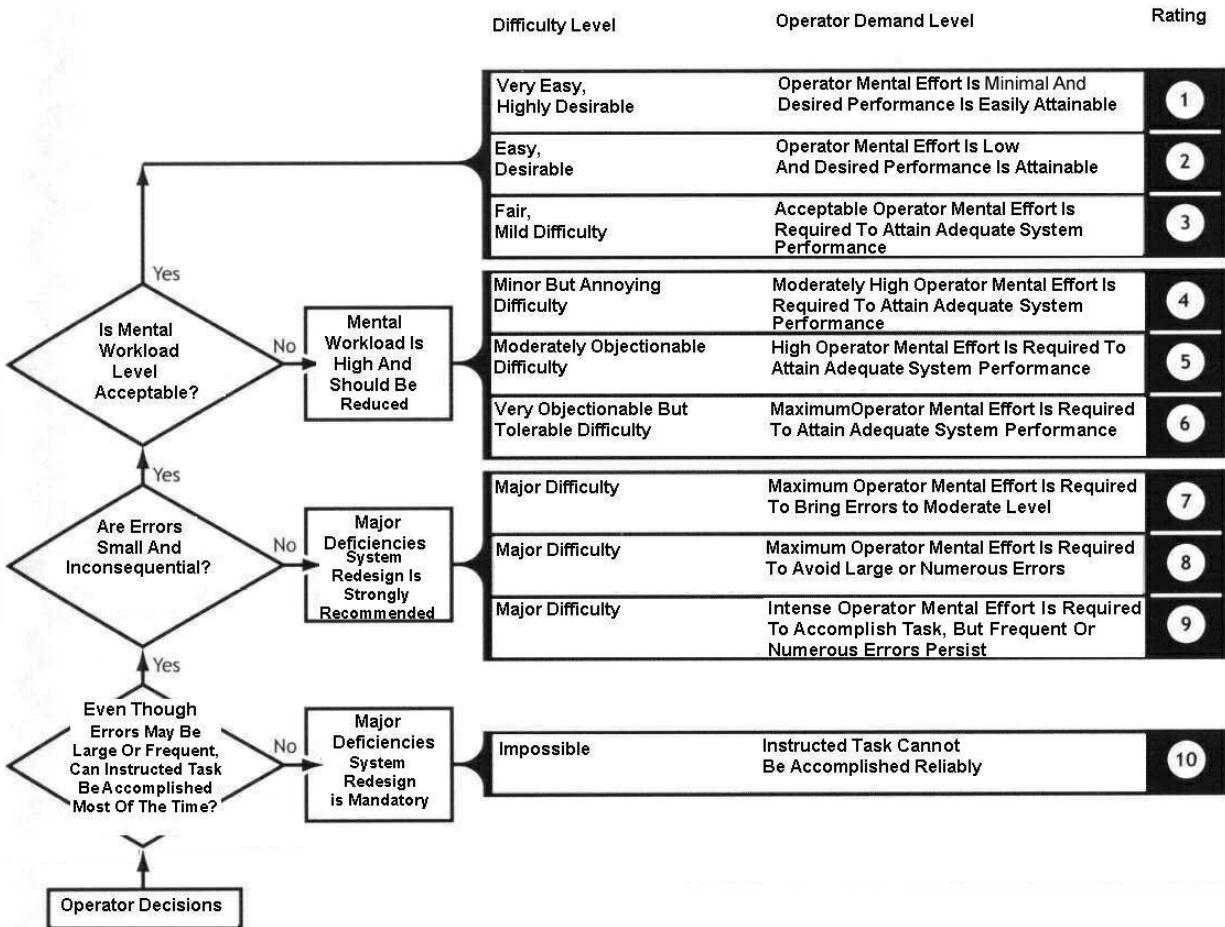 Difficulty Level
Operator Demand Level
Rating
Very Easy,
Highly Desirable
Operator Mental Effort Is Minimal And
Desired Performance Is Easily Attainable
1
Easy,
Desirable
Operator Mental Effort Is Low
And Desired Performance Is Attainable
2
Fair,
Mild Difficulty
Acceptable Operator Mental Effort Is
Required To Attain Adequate System
Performance
3
Yes
Is Mental
Workload
Level
Acceptable?
No
Mental
Workload Is
High And
Should Be
Reduced
Minor But Annoying
Difficulty
Moderately High Operator Mental Effort Is
Required To Attain Adequate System
Performance
4
Moderately Objectionable
Difficulty
High Operator Mental Effort Is Required To
Attain Adequate System Performance
5
Very Objectionable But
Tolerable Difficulty
MaximumOperator Mental Effort Is Required
To Attain Adequate System Performance
6
Yes
Are Errors
Small And
Inconsequential?
No
Major
Deficiencies
System
Redesign Is
Strongly
Recommended
Major Difficulty
Maximum Operator Mental Effort Is Required
To Bring Errors to Moderate Level
7
Major Difficulty
Maximum Operator Mental Effort Is Required
To Avoid Large or Numerous Errors
8
Major Difficulty
Intense Operator Mental Effort Is Required
To Accomplish Task, But Frequent Or
Numerous Errors Persist
9
Yes
Even Though
Errors May Be
Large Or Frequent,
Can Instructed Task
Be Accomplished
Most Of The Time?
No
Major
Deficiencies
System
Redesign
is Mandatory
Impossible
Instructed Task Cannot
Be Accomplished Reliably
10
Operator Decisions